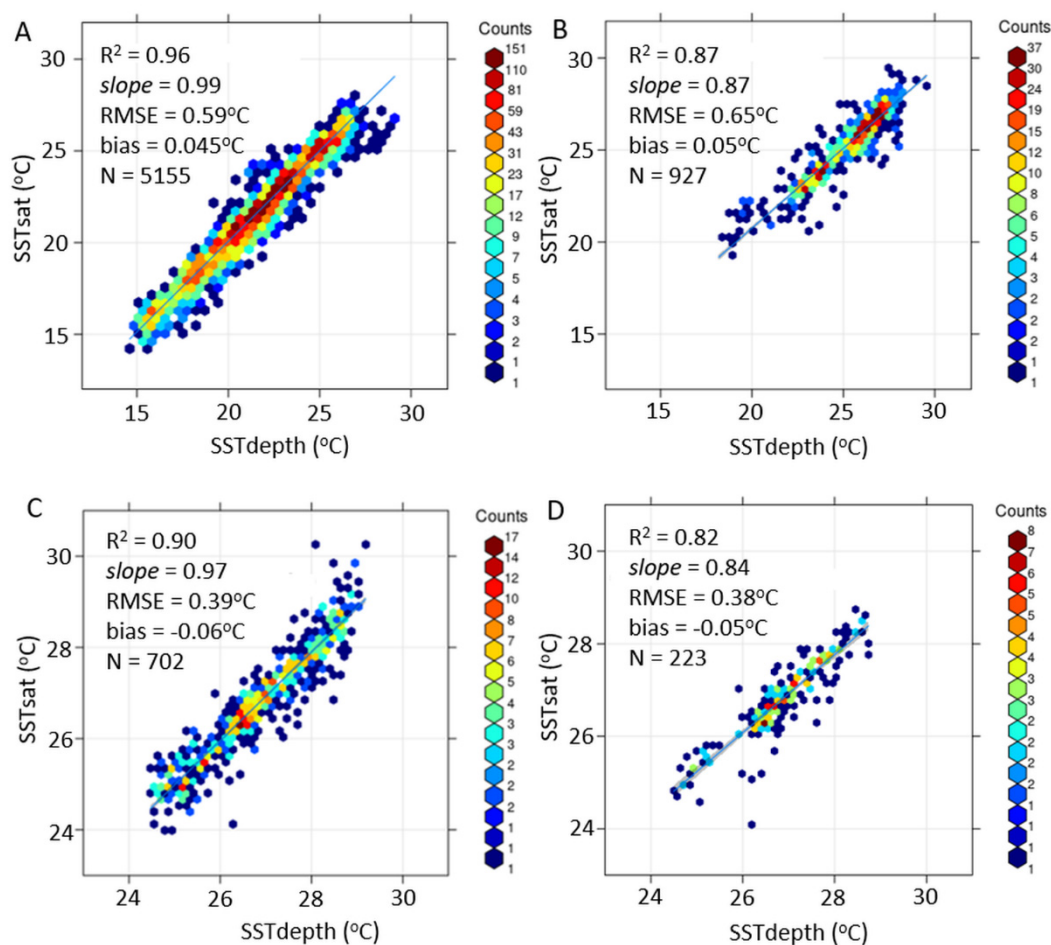 A
R² = 0.96
slope = 0.99
RMSE = 0.59°C
bias = 0.045°C
N = 5155
30
25
20
15
SSTsat (°C)
15 20 25 30
SSTdepth (°C)
Counts
151
110
81
59
43
31
23
17
12
9
7
5
4
3
2
1
1
B
R² = 0.87
slope = 0.87
RMSE = 0.65°C
bias = 0.05°C
N = 927
30
25
20
15
SSTsat (°C)
15 20 25 30
SSTdepth (°C)
Counts
37
30
24
19
15
12
10
8
6
5
4
3
2
2
2
1
C
R² = 0.90
slope = 0.97
RMSE = 0.39°C
bias = -0.06°C
N = 702
30
28
26
24
SSTsat (°C)
24 26 28 30
SSTdepth (°C)
Counts
17
14
12
10
8
7
6
5
4
3
3
2
2
1
1
1
D
R² = 0.82
slope = 0.84
RMSE = 0.38°C
bias = -0.05°C
N = 223
30
28
26
24
SSTsat (°C)
24 26 28 30
SSTdepth (°C)
Counts
8
7
6
5
5
4
4
3
3
2
2
2
2
1
1
1
1